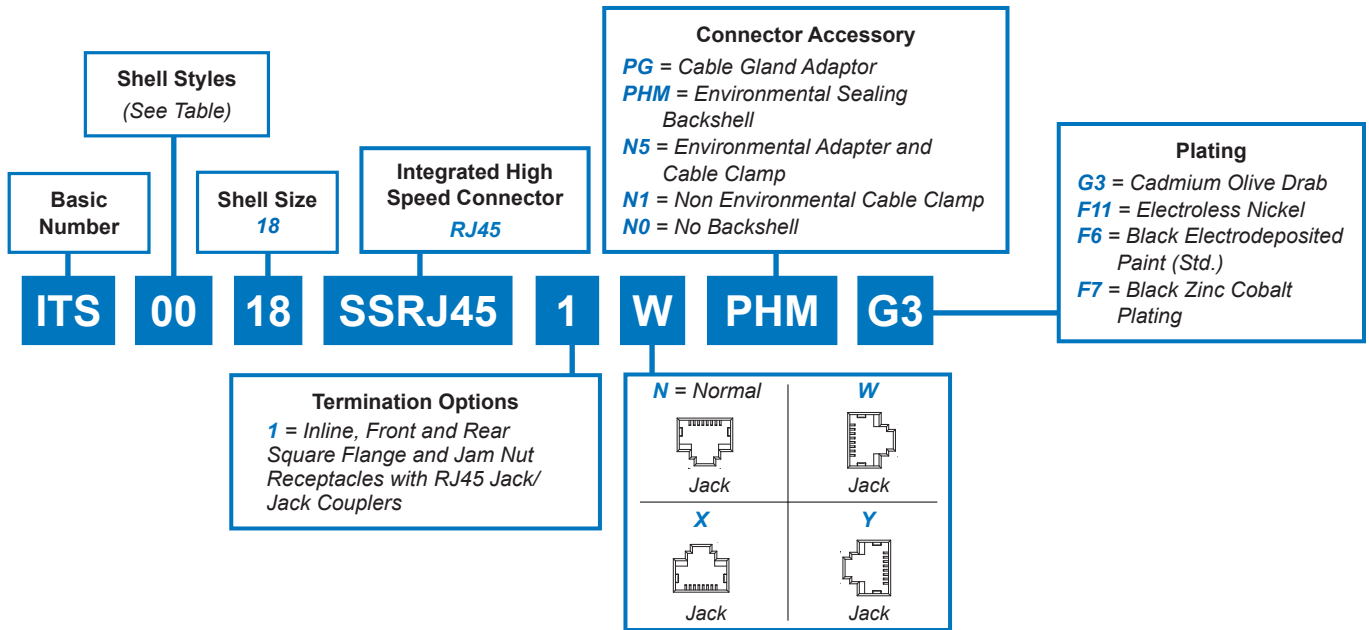 Shell Styles
(See Table)
Connector Accessory
PG = Cable Gland Adaptor
PHM = Environmental Sealing
Backshell
N5 = Environmental Adapter and
Cable Clamp
N1 = Non Environmental Cable Clamp
N0 = No Backshell
Basic
Number
Shell Size
18
Integrated High
Speed Connector
RJ45
Plating
G3 = Cadmium Olive Drab
F11 = Electroless Nickel
F6 = Black Electrodeposited
Paint (Std.)
F7 = Black Zinc Cobalt
Plating
ITS 00 18 SSRJ45 1 W PHM G3
Termination Options
1 = Inline, Front and Rear
Square Flange and Jam Nut
Receptacles with RJ45 Jack/
Jack Couplers
N = Normal
Jack
W
Jack
X
Jack
Y
Jack